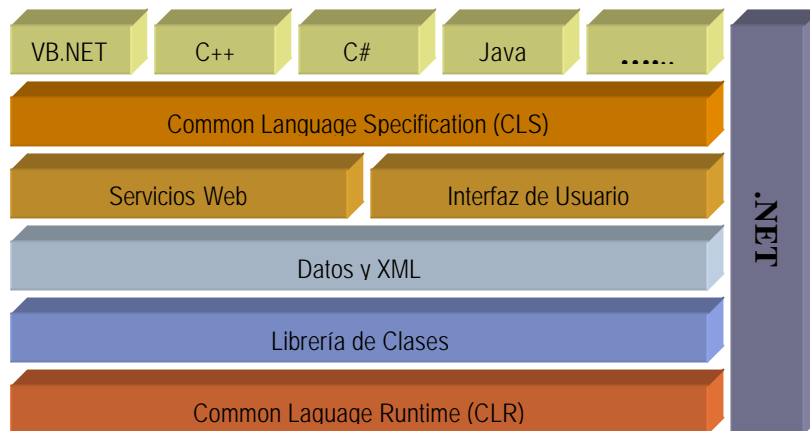 VB.NET
C++
C#
Java
......
Common Language Specification (CLS)
Servicios Web
Interfaz de Usuario
Datos y XML
Librería de Clases
Common Laguage Runtime (CLR)
.NET